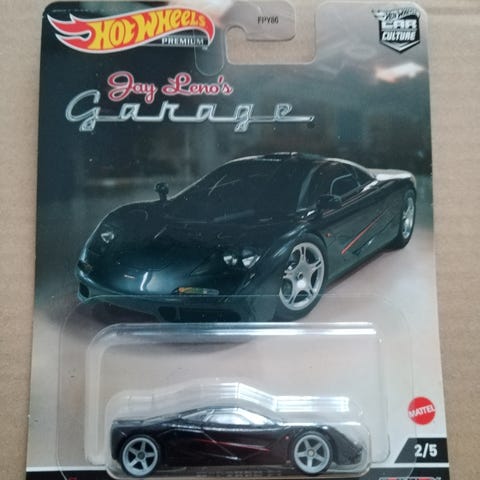 HOT WHEELS
PREMIUM
FPY86
CAR
CULTURE
Jay Leno's
Garage
MATTEL
2/5